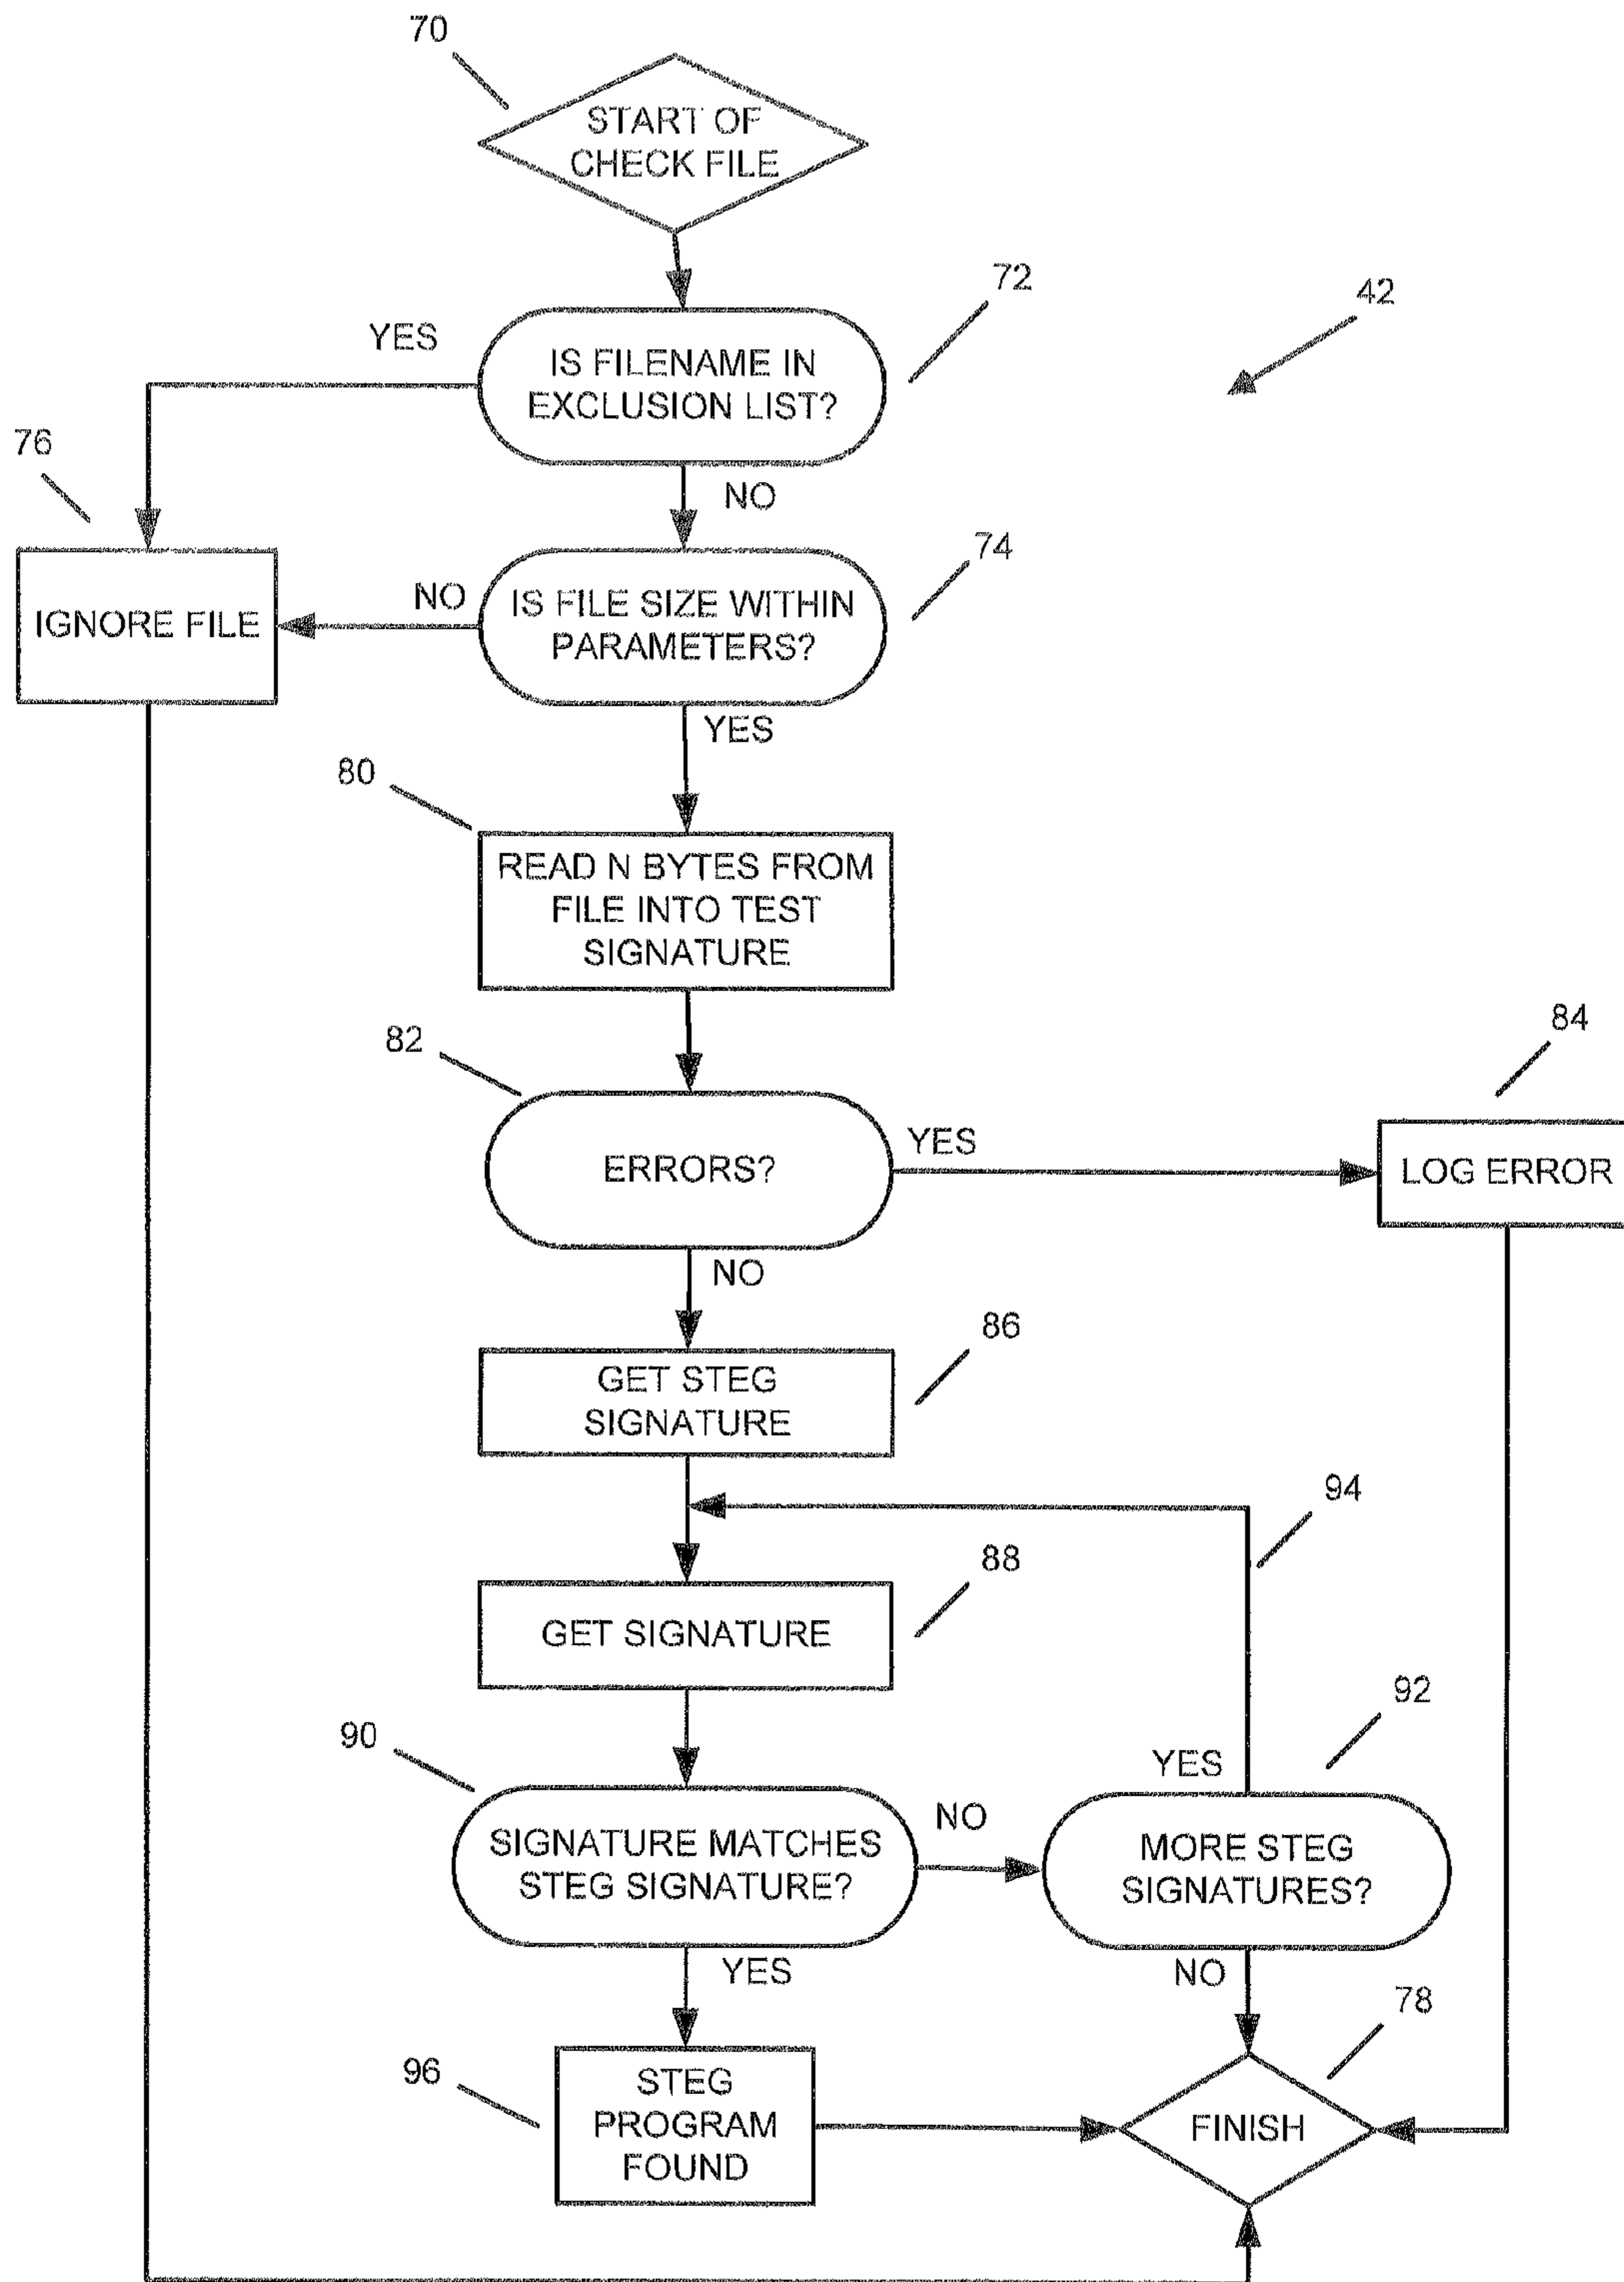 70
START OF
CHECK FILE
72
42
YES
IS FILENAME IN
EXCLUSION LIST?
76
NO
74
IGNORE FILE
NO
IS FILE SIZE WITHIN
PARAMETERS?
YES
80
READ N BYTES FROM
FILE INTO TEST
SIGNATURE
82
84
ERRORS?
YES
LOG ERROR
NO
86
GET STEG
SIGNATURE
94
88
GET SIGNATURE
92
90
YES
SIGNATURE MATCHES
STEG SIGNATURE?
NO
MORE STEG
SIGNATURES?
YES
NO
78
96
STEG
PROGRAM
FOUND
FINISH